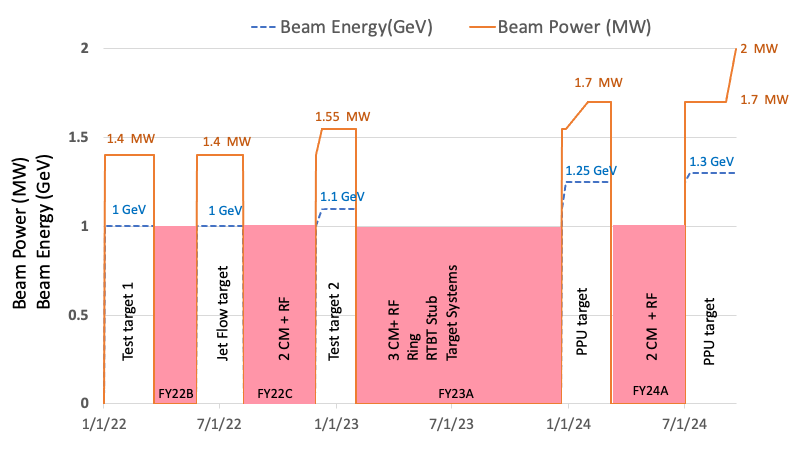 Beam Energy(GeV)
Beam Power (MW)
Beam Power (MW)
Beam Energy (GeV)
2
1.5
1
0.5
0
1.4 MW
1.4 MW
1.55 MW
1.7 MW
2 MW
1.7 MW
1 GeV
1 GeV
1.1 GeV
1.25 GeV
1.3 GeV
Test target 1
Jet Flow target
2 CM + RF
Test target 2
3 CM+ RF
Ring
RTBT Stub
Target Systems
PPU target
2 CM + RF
PPU target
FY22B
FY22C
FY23A
FY24A
1/1/22
7/1/22
1/1/23
7/1/23
1/1/24
7/1/24